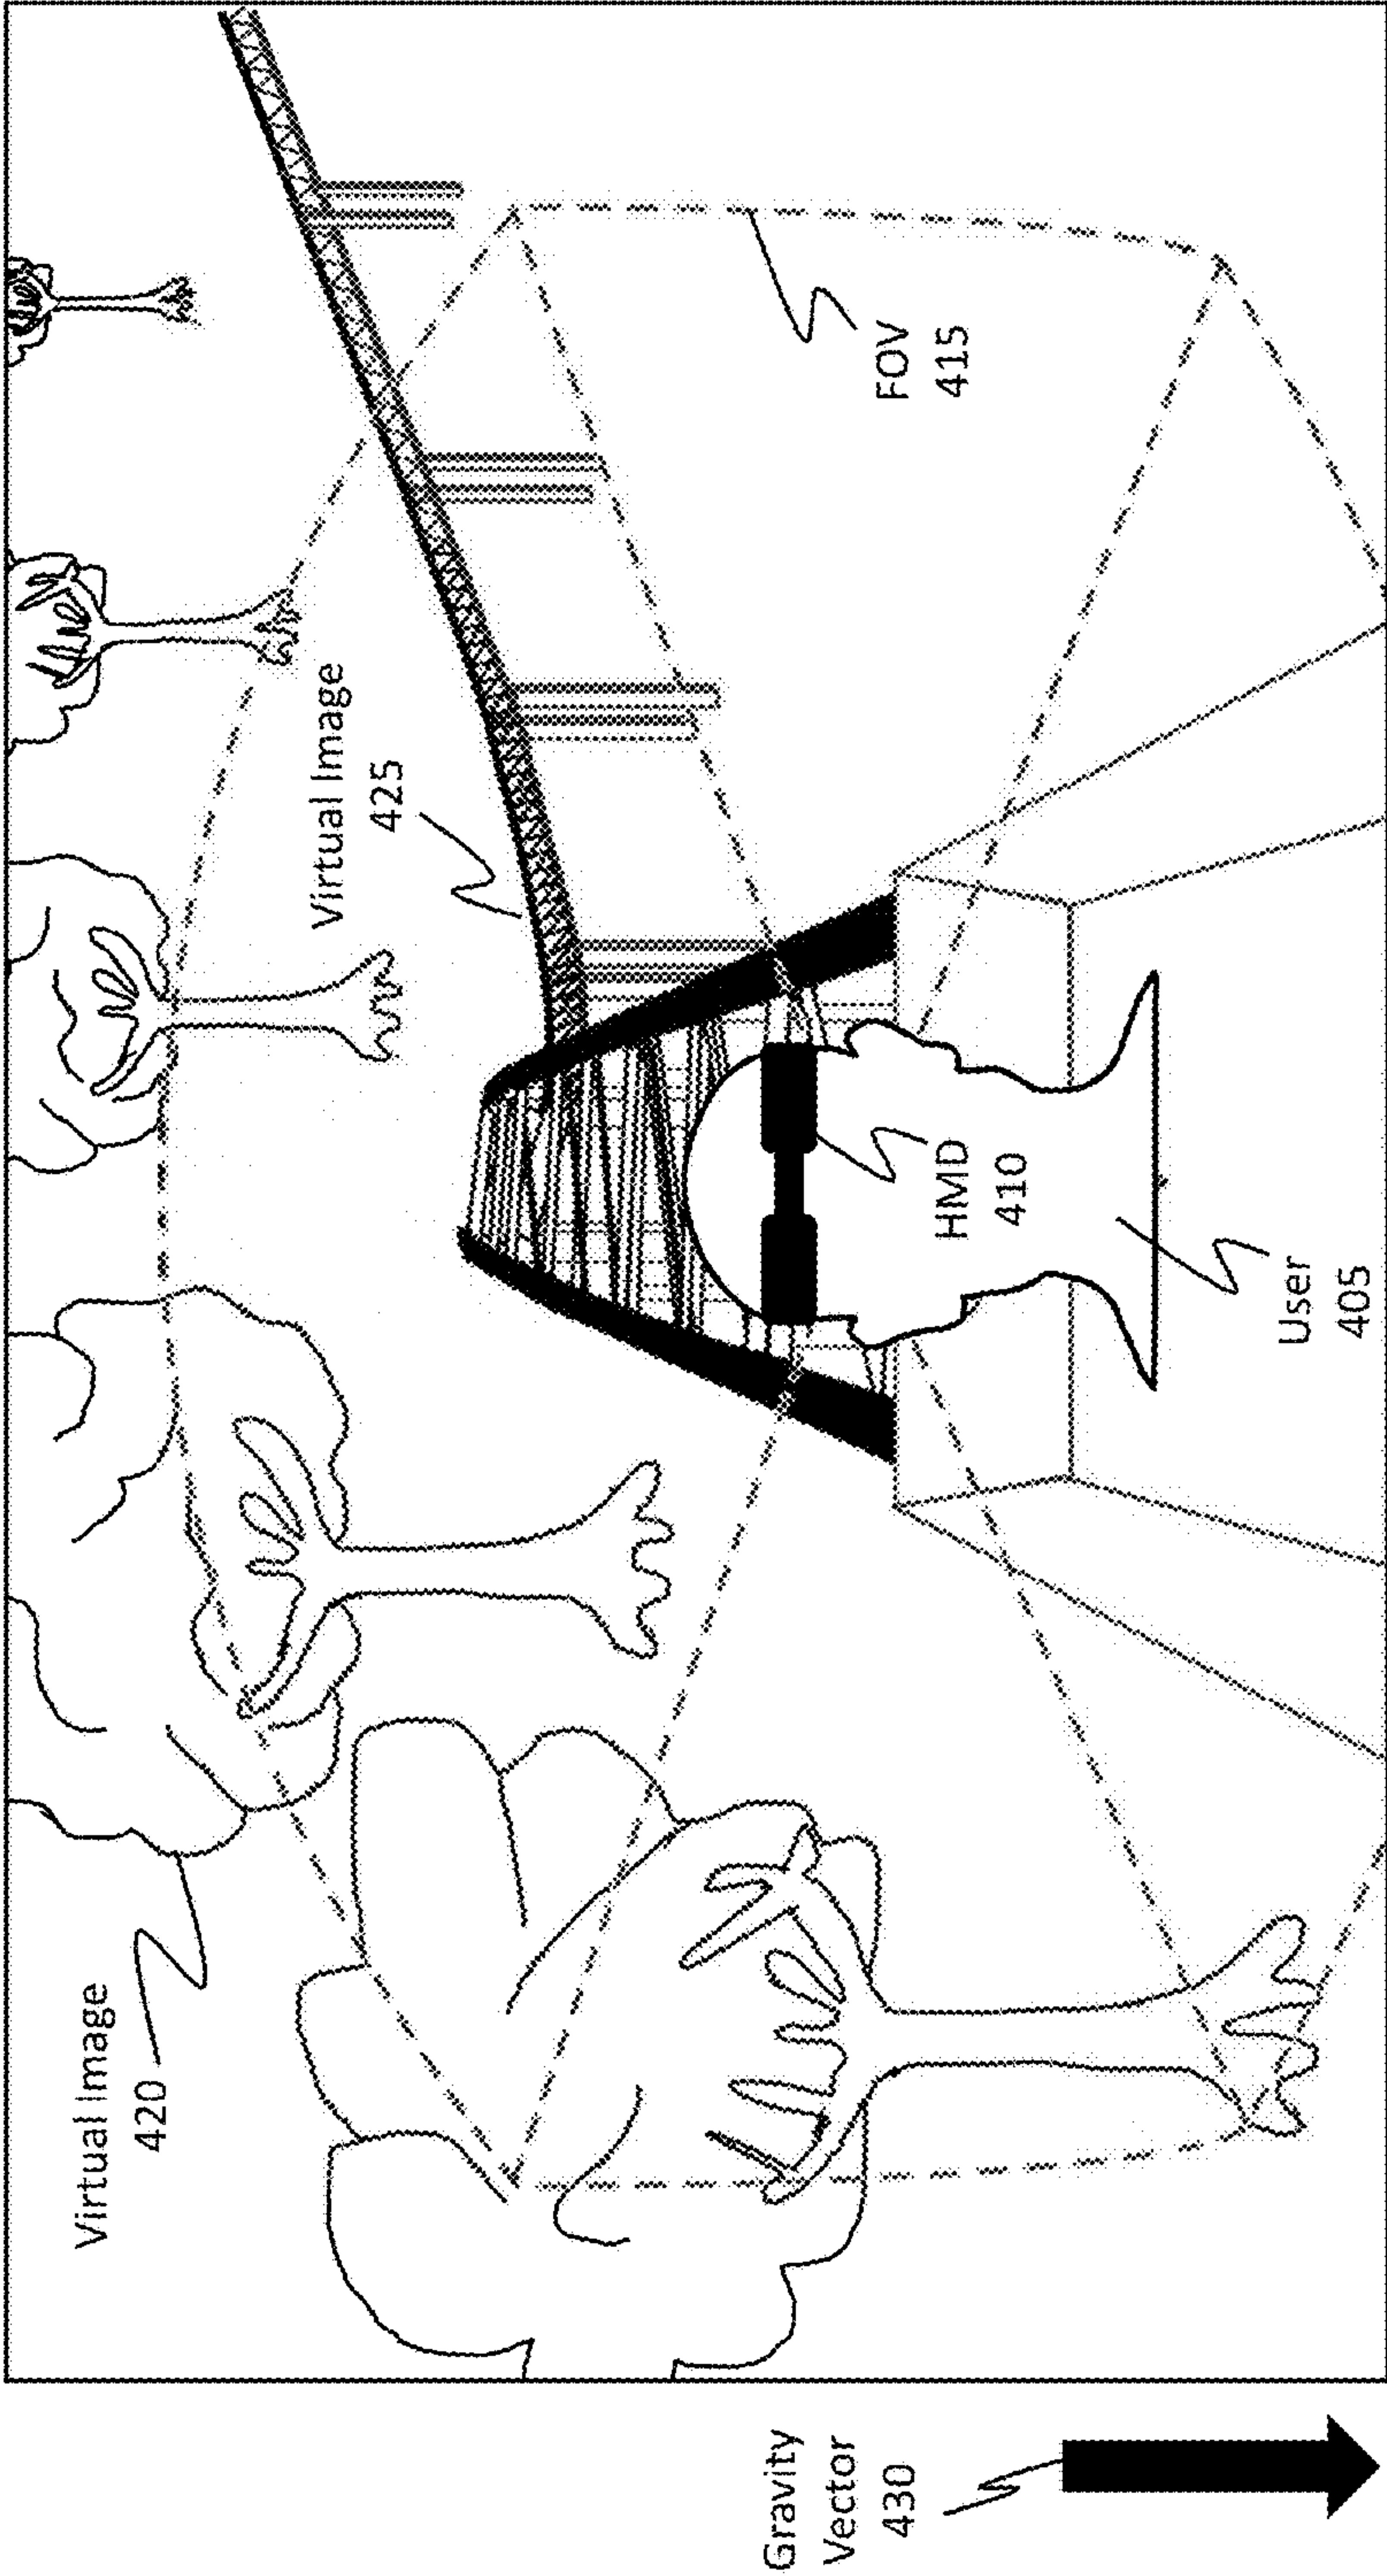 Virtual Image
420
Virtual Image
425
FOV
415
HMD
410
User
405
Gravity
Vector
430